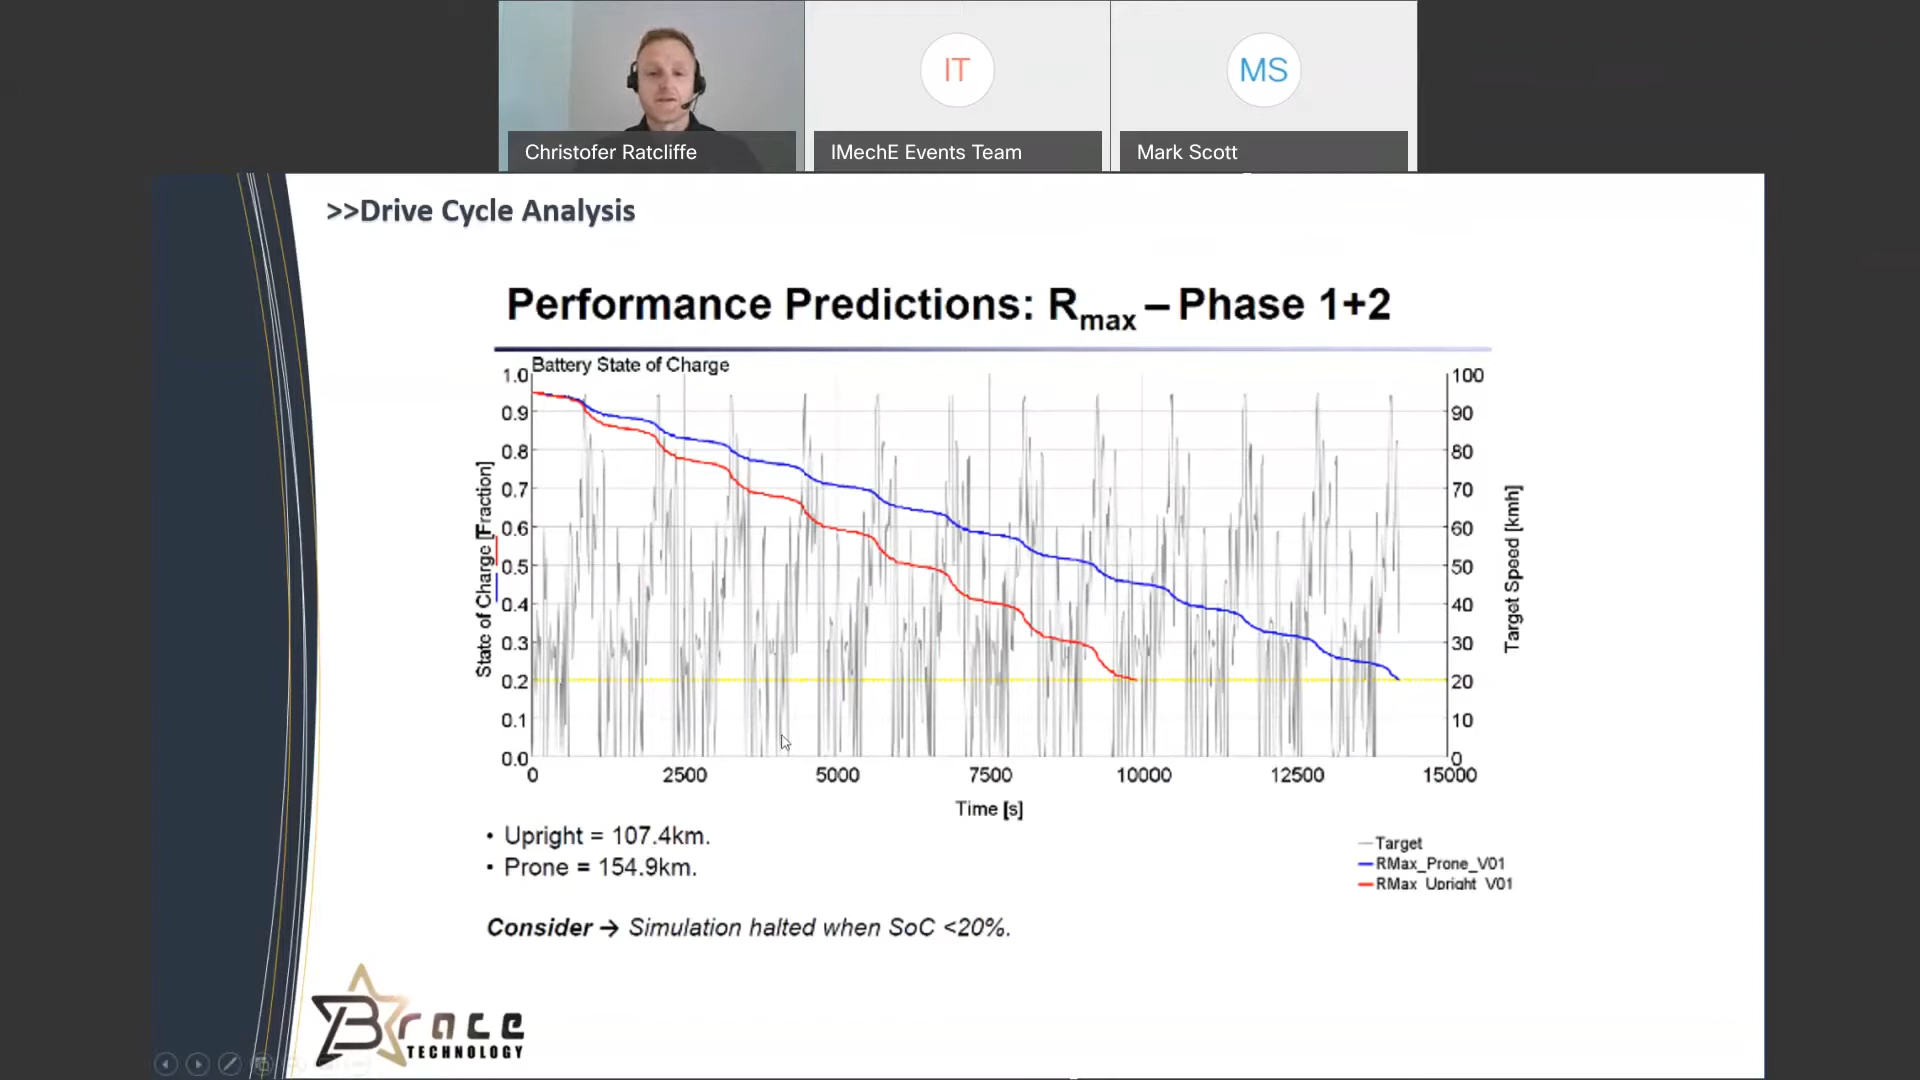 Christofer Ratcliffe
IT
IMechE Events Team
MS
Mark Scott
>>Drive Cycle Analysis
Performance Predictions: Rmax – Phase 1+2
Battery State of Charge
State of Charge [Fraction]
1.0
0.9
0.8
0.7
0.6
0.5
0.4
0.3
0.2
0.1
0.0
100
90
80
70
60
50
40
30
20
10
0
Target Speed [kmh]
0 2500 5000 7500 10000 12500 15000
Time [s]
• Upright = 107.4km.
• Prone = 154.9km.
Target
RMax_Prone_V01
RMax_Upright_V01
Consider → Simulation halted when SoC <20%.
Brace
TECHNOLOGY